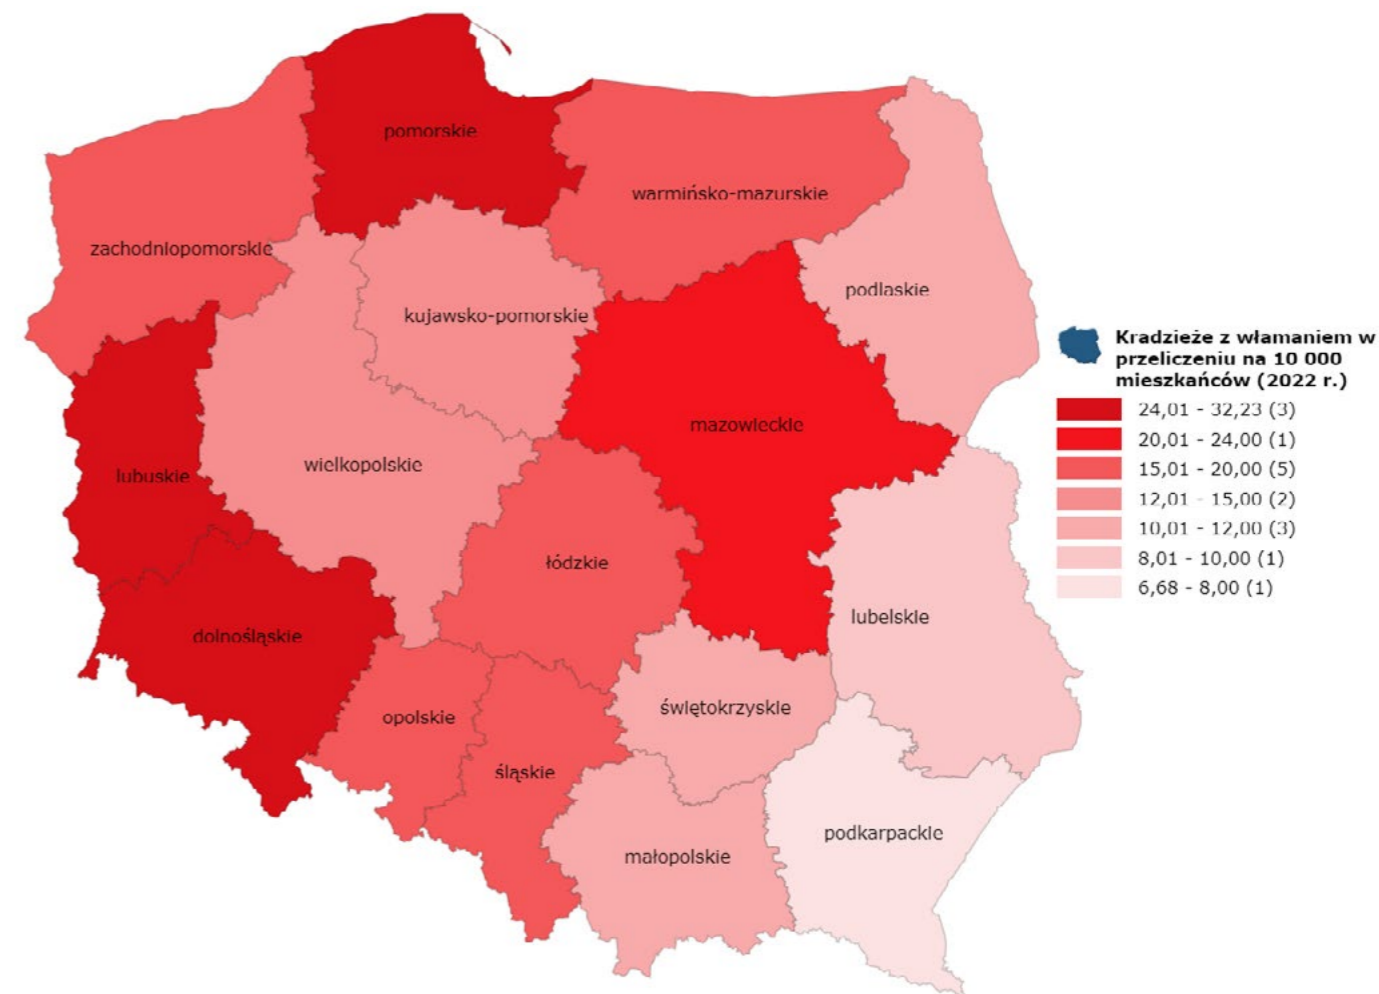 pomorskie
warmińsko-mazurskie
zachodniopomorskie
podlaskie
kujawsko-pomorskie
Kradzieże z włamaniem w
przeliczeniu na 10 000
mieszkańców (2022 r.)
24,01 - 32,23 (3)
20,01 - 24,00 (1)
15,01 - 20,00 (5)
12,01 - 15,00 (2)
10,01 - 12,00 (3)
8,01 - 10,00 (1)
6,68 - 8,00 (1)
mazowieckie
wielkopolskie
lubuskie
łódzkie
lubelskie
dolnośląskie
świętokrzyskie
opolskie
śląskie
podkarpackie
małopolskie